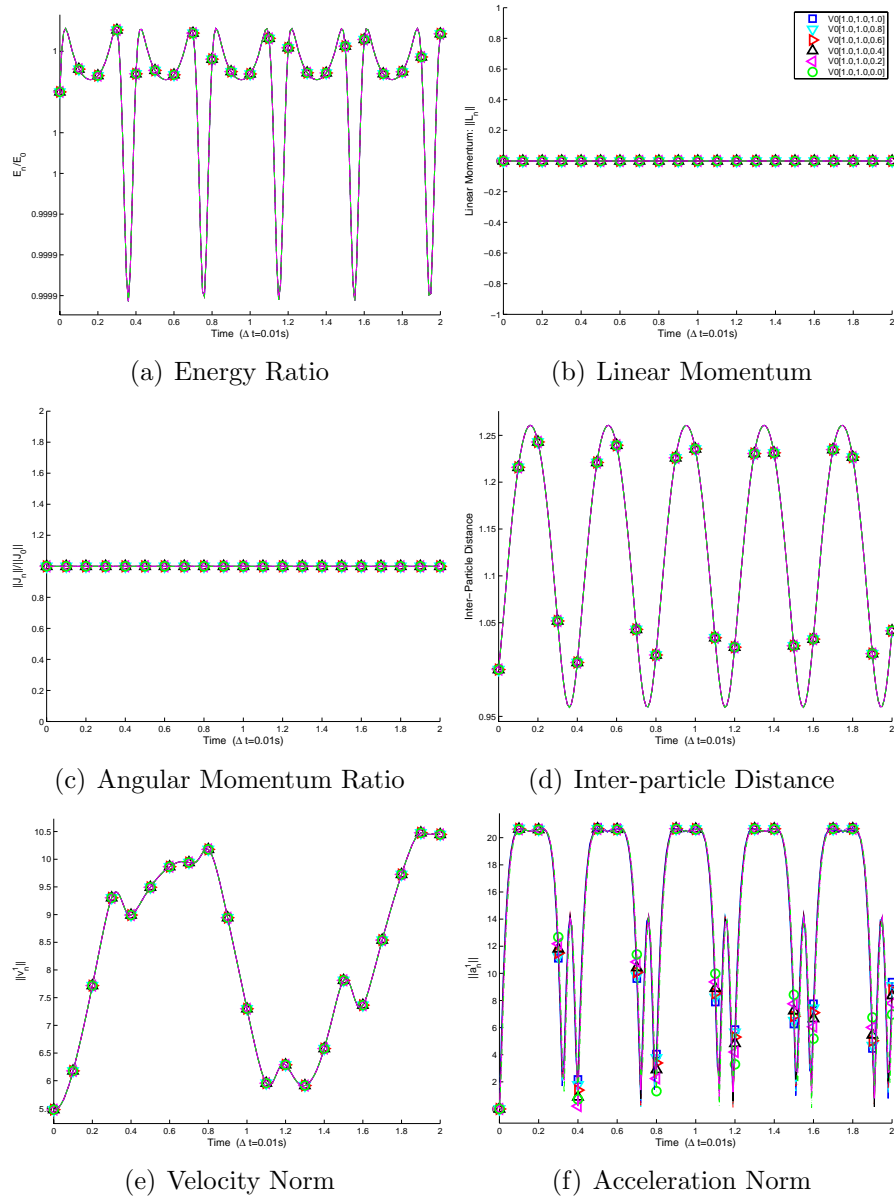 1
1
1
0.9999
0.9999
0.9999
E_n/E_0
0 0.2 0.4 0.6 0.8 1 1.2 1.4 1.6 1.8 2
Time (Δ t=0.01s)
(a) Energy Ratio
1
0.8
0.6
0.4
0.2
0
−0.2
−0.4
−0.6
−0.8
−1
Linear Momentum: ||L_n||
0 0.2 0.4 0.6 0.8 1 1.2 1.4 1.6 1.8 2
Time (Δ t=0.01s)
V0[1.0,1.0,1.0]
V0[1.0,1.0,0.8]
V0[1.0,1.0,0.6]
V0[1.0,1.0,0.4]
V0[1.0,1.0,0.2]
V0[1.0,1.0,0.0]
(b) Linear Momentum
2
1.8
1.6
1.4
1.2
1
0.8
0.6
0.4
0.2
0
||J_n||/||J_0||
0 0.2 0.4 0.6 0.8 1 1.2 1.4 1.6 1.8 2
Time (Δ t=0.01s)
(c) Angular Momentum Ratio
1.25
1.2
1.15
1.1
1.05
1
0.95
Inter−Particle Distance
0 0.2 0.4 0.6 0.8 1 1.2 1.4 1.6 1.8 2
Time (Δ t=0.01s)
(d) Inter-particle Distance
10.5
10
9.5
9
8.5
8
7.5
7
6.5
6
5.5
5
||v_n^1||
0 0.2 0.4 0.6 0.8 1 1.2 1.4 1.6 1.8 2
Time (Δ t=0.01s)
(e) Velocity Norm
20
18
16
14
12
10
8
6
4
2
0
||a_n^1||
0 0.2 0.4 0.6 0.8 1 1.2 1.4 1.6 1.8 2
Time (Δ t=0.01s)
(f) Acceleration Norm